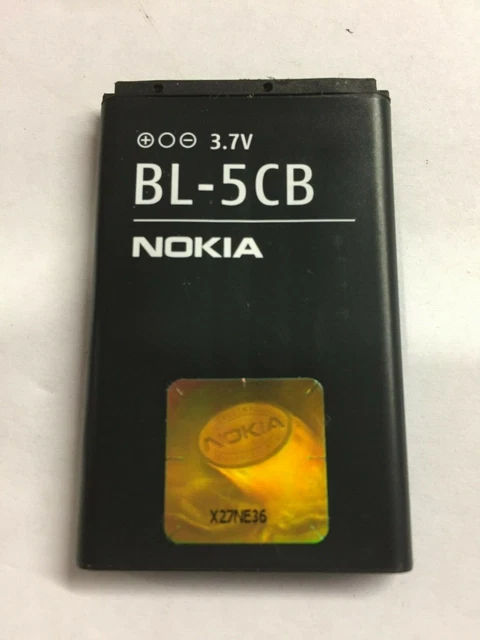 ⊕○⊖ 3.7V
BL-5CB
NOKIA
NOKIA
X27NE36